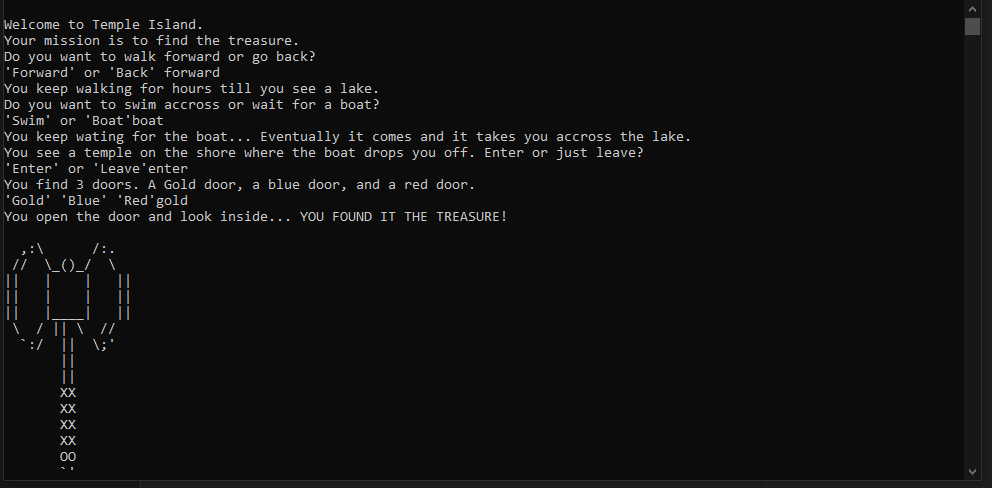 Welcome to Temple Island.
Your mission is to find the treasure.
Do you want to walk forward or go back?
'Forward' or 'Back' forward
You keep walking for hours till you see a lake.
Do you want to swim accross or wait for a boat?
'Swim' or 'Boat'boat
You keep wating for the boat... Eventually it comes and it takes you accross the lake.
You see a temple on the shore where the boat drops you off. Enter or just leave?
'Enter' or 'Leave'enter
You find 3 doors. A Gold door, a blue door, and a red door.
'Gold' 'Blue' 'Red'gold
You open the door and look inside... YOU FOUND IT THE TREASURE!

  ,:\      /:.
 //  \_()_/  \
||   |    |   ||
||   |    |   ||
||   |____|   ||
 \  / || \  //
  `:/  ||  \;'
       ||
       ||
       XX
       XX
       XX
       XX
       OO
       `'